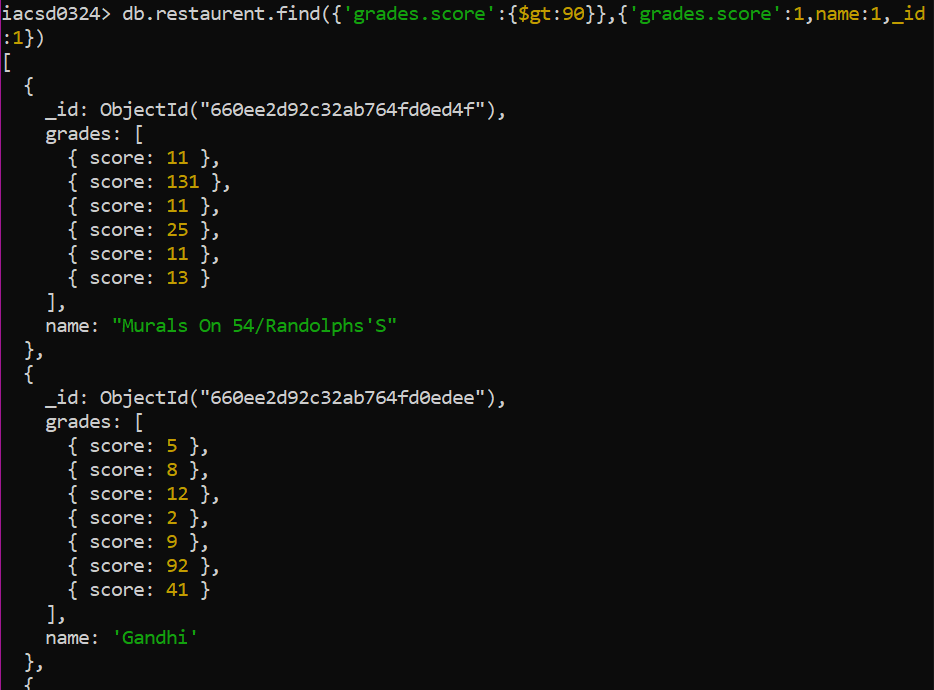 iacsd0324> db.restaurent.find({'grades.score':{$gt:90}},{'grades.score':1,name:1,_id
:1})
[
  {
    _id: ObjectId("660ee2d92c32ab764fd0ed4f"),
    grades: [
      { score: 11 },
      { score: 131 },
      { score: 11 },
      { score: 25 },
      { score: 11 },
      { score: 13 }
    ],
    name: "Murals On 54/Randolphs'S"
  },
  {
    _id: ObjectId("660ee2d92c32ab764fd0edee"),
    grades: [
      { score: 5 },
      { score: 8 },
      { score: 12 },
      { score: 2 },
      { score: 9 },
      { score: 92 },
      { score: 41 }
    ],
    name: 'Gandhi'
  },
  {